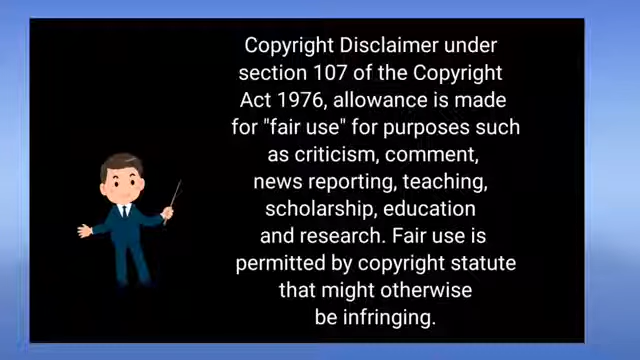 Copyright Disclaimer under
section 107 of the Copyright
Act 1976, allowance is made
for "fair use" for purposes such
as criticism, comment,
news reporting, teaching,
scholarship, education
and research. Fair use is
permitted by copyright statute
that might otherwise
be infringing.